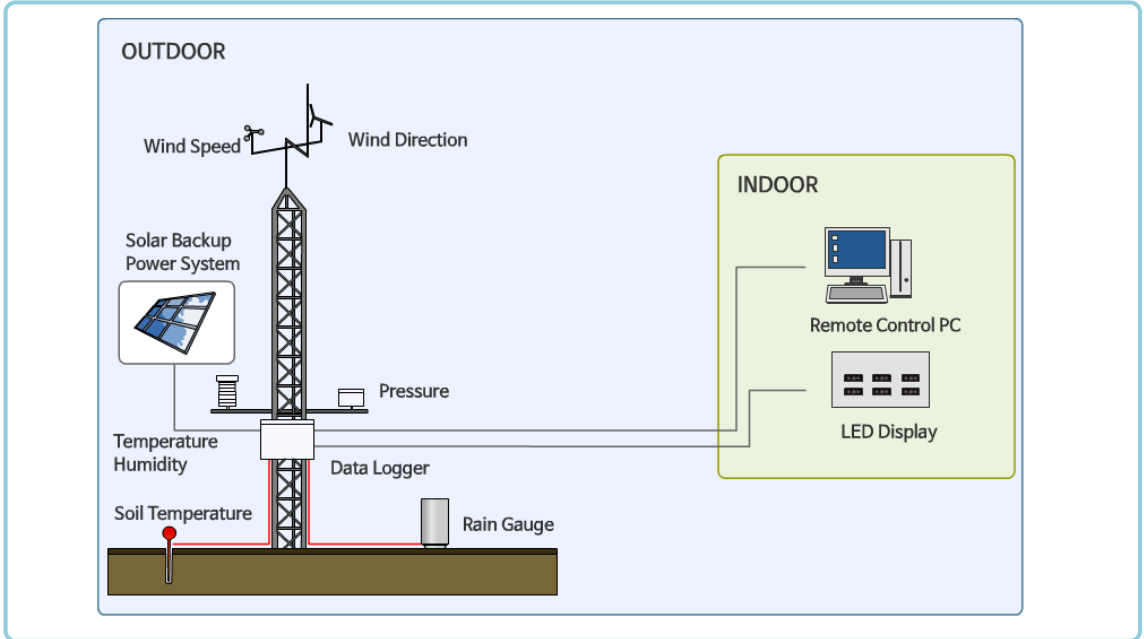 OUTDOOR
Wind Speed
Wind Direction
INDOOR
Solar Backup
Power System
Remote Control PC
Pressure
LED Display
Temperature
Humidity
Data Logger
Soil Temperature
Rain Gauge